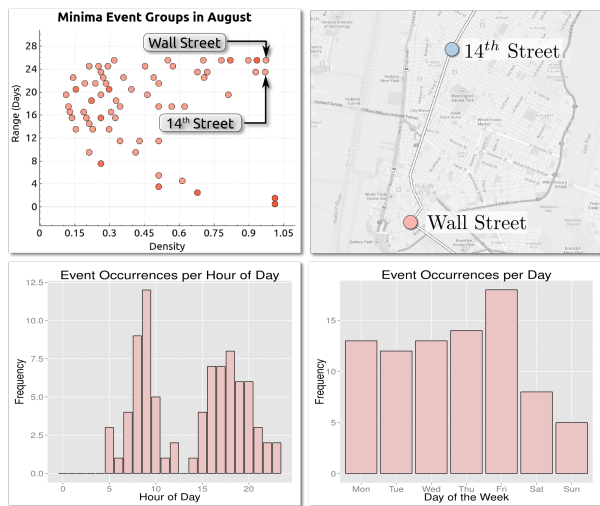 Minima Event Groups in August
Range (Days)
28
24
20
16
12
8
4
0
0
0.15
0.3
0.45
0.6
0.75
0.9
1.05
Density
Wall Street
14th Street
14th Street
Wall Street
Event Occurrences per Hour of Day
Frequency
12.5
10.0
7.5
5.0
2.5
0.0
0
5
10
15
20
Hour of Day
Event Occurrences per Day
Frequency
15
10
5
0
Mon
Tue
Wed
Thu
Fri
Sat
Sun
Day of the Week